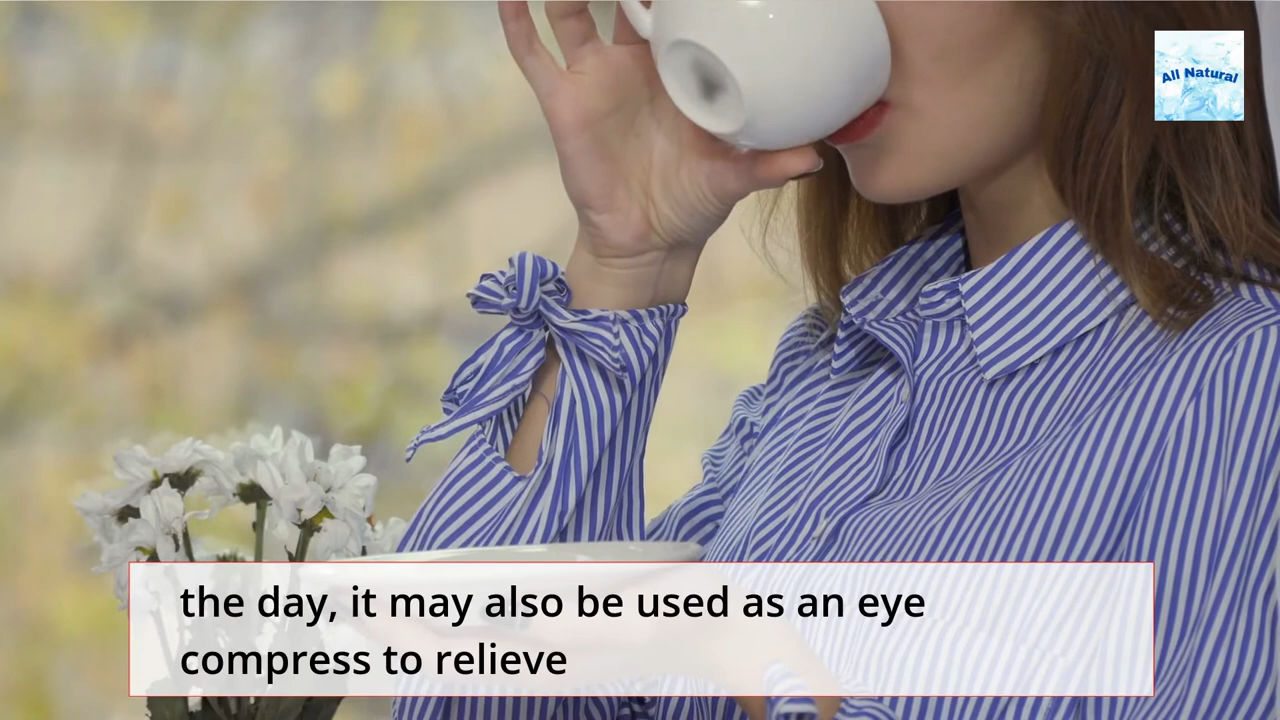 All Natural
the day, it may also be used as an eye
compress to relieve